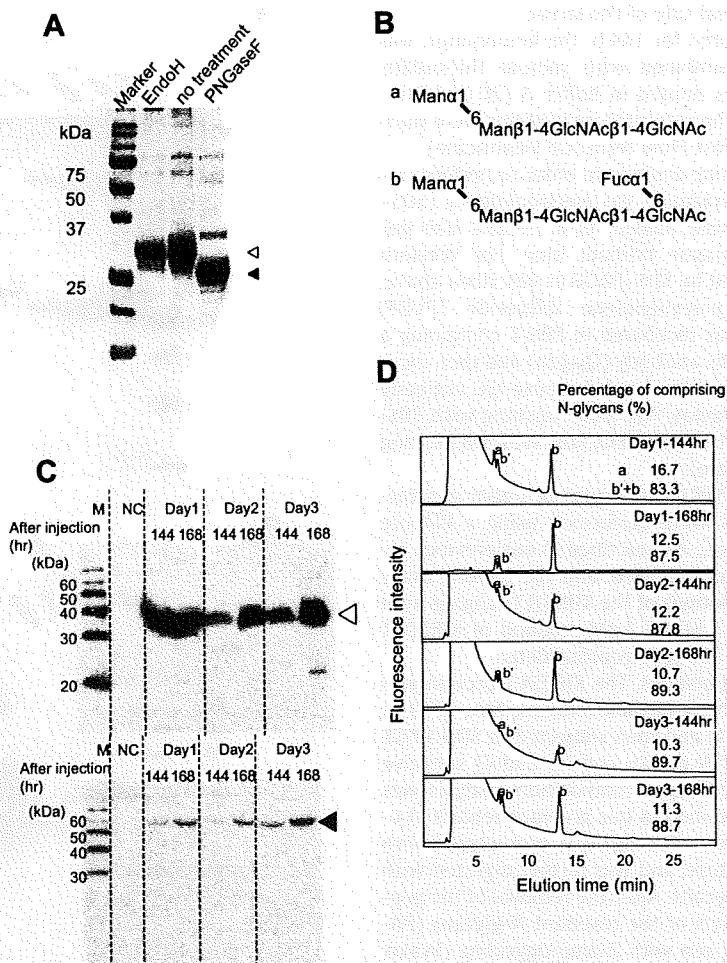 A
Marker
EndoH
no treatment
PNGaseF
kDa
75
50
37
25
B
a Manα1
6
Manβ1-4GlcNAcβ1-4GlcNAc
b Manα1 Fucα1
6 6
Manβ1-4GlcNAcβ1-4GlcNAc
C
M NC Day1 Day2 Day3
After injection 144 168 144 168 144 168
(hr)
(kDa)
60
50
40
30
20
M NC Day1 Day2 Day3
After injection 144 168 144 168 144 168
(hr)
(kDa)
60
50
40
30
D
Percentage of comprising
N-glycans (%)
Day1-144hr
a b' b
a 16.7
b'+b 83.3
Day1-168hr
a b' b
12.5
87.5
Day2-144hr
a b' b
12.2
87.8
Day2-168hr
a b' b
10.7
89.3
Day3-144hr
a b' b
10.3
89.7
Day3-168hr
a b' b
11.3
88.7
Fluorescence intensity
5 10 15 20 25
Elution time (min)